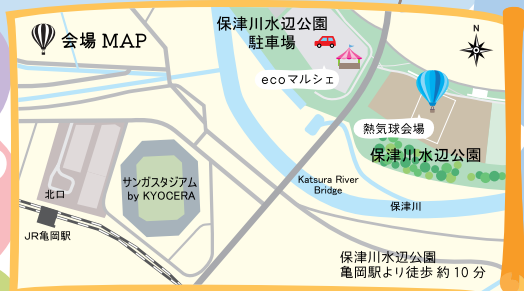 会場 MAP
保津川水辺公園
駐車場
ecoマルシェ
N
熱気球会場
保津川水辺公園
北口
サンガスタジアム
by KYOCERA
Katsura River
Bridge
保津川
JR亀岡駅
保津川水辺公園
亀岡駅より徒歩 約10分